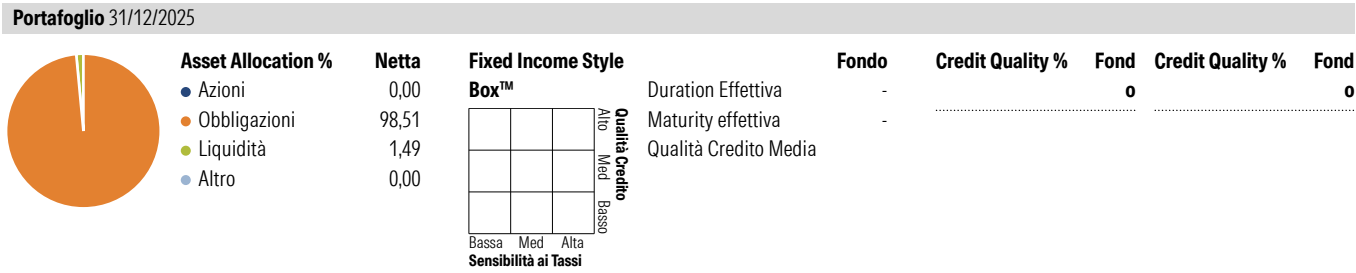 Portafoglio 31/12/2025
Asset Allocation % Netta
Azioni 0,00
Obbligazioni 98,51
Liquidità 1,49
Altro 0,00
Fixed Income Style
Box™
Alto Med Basso
Qualità Credito
Bassa Med Alta
Sensibilità ai Tassi
Fondo
Duration Effettiva -
Maturity effettiva -
Qualità Credito Media
Credit Quality % Fond
o
Credit Quality % Fond
o